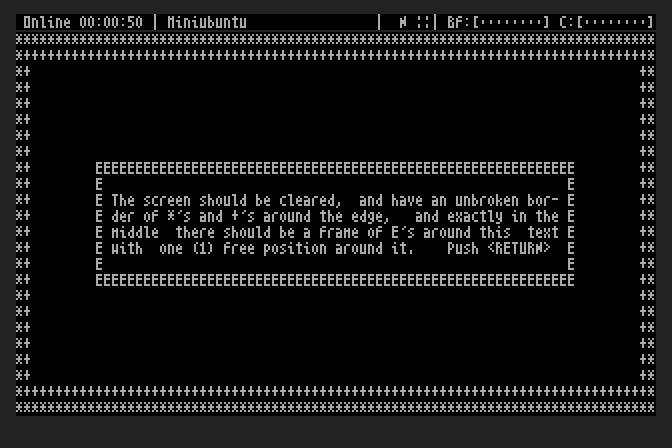 Online 00:00:50 | Miniubuntu | N ¦¦| Bf:[········] C:[········]
********************************************************************************
*++++++++++++++++++++++++++++++++++++++++++++++++++++++++++++++++++++++++++++++*
*+ +*
*+ +*
*+ +*
*+ +*
*+ +*
*+ +*
*+ EEEEEEEEEEEEEEEEEEEEEEEEEEEEEEEEEEEEEEEEEEEEEEEEEEEEEEEEEEEE +*
*+ E E +*
*+ E The screen should be cleared,  and have an unbroken bor- E +*
*+ E der of *'s and +'s around the edge,   and exactly in the E +*
*+ E middle  there should be a frame of E's around this  text E +*
*+ E with  one (1) free position around it.    Push <RETURN>  E +*
*+ E E +*
*+ EEEEEEEEEEEEEEEEEEEEEEEEEEEEEEEEEEEEEEEEEEEEEEEEEEEEEEEEEEEE +*
*+ +*
*+ +*
*+ +*
*+ +*
*+ +*
*+ +*
*++++++++++++++++++++++++++++++++++++++++++++++++++++++++++++++++++++++++++++++*
********************************************************************************